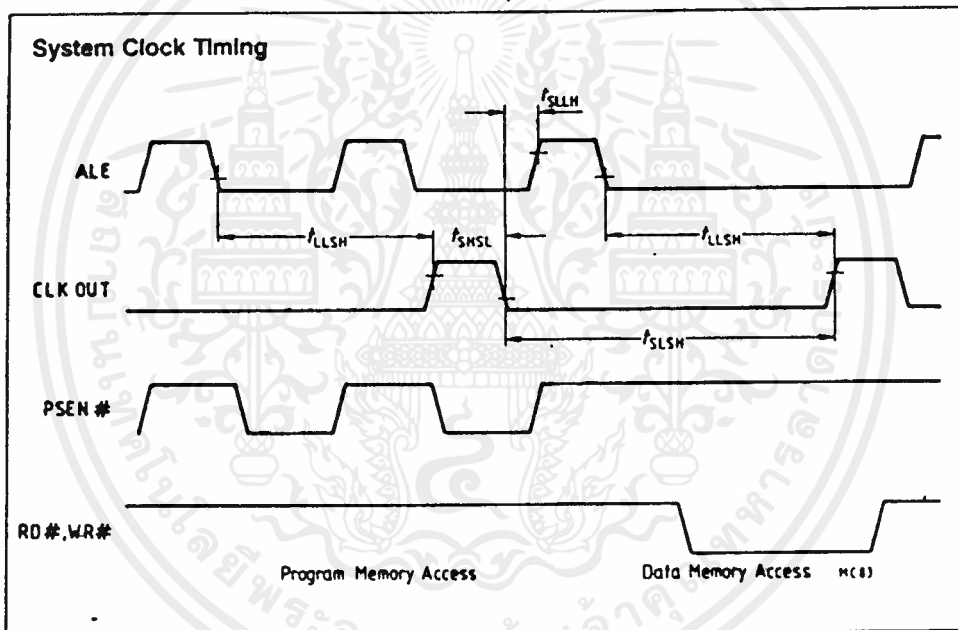 System Clock Timing
tSLLH
ALE
tLLSH
tSHSL
tLLSH
CLK OUT
tSLSH
PSEN #
RD #, WR #
Program Memory Access
Data Memory Access